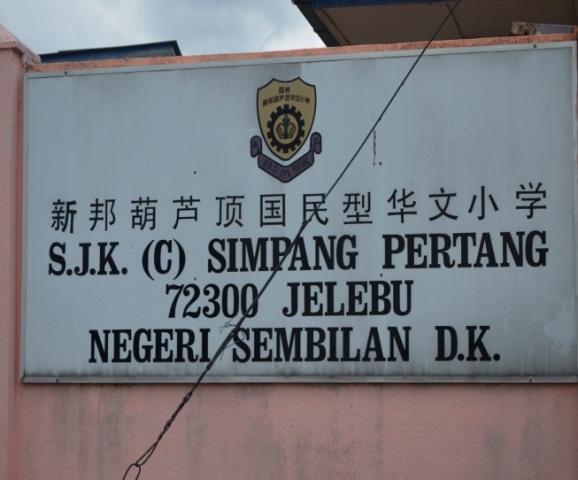 新邦葫芦顶国民型华文小学
S.J.K. (C) SIMPANG PERTANG
72300 JELEBU
NEGERI SEMBILAN D.K.